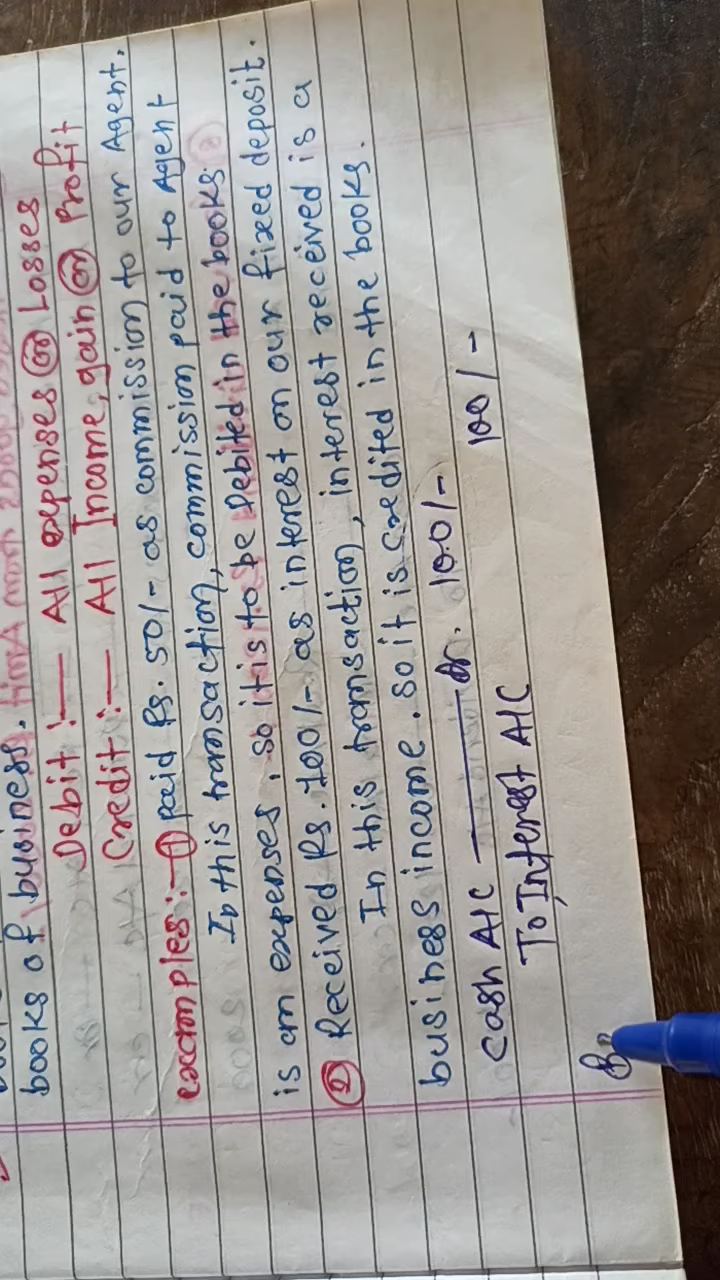 books of business.
Debit :— All expenses or Losses
Credit :— All Income, gain or Profit
examples :- ① paid Rs. 50/- as commission to our Agent.
In this transaction, commission paid to Agent
is an expenses, so it is to be Debited in the books.
② Received Rs. 100/- as interest on our fixed deposit.
In this transaction, interest received is a
business income. so it is credited in the books.
Cash A/C —— Dr. 100/-
To, Interest A/C 100/-